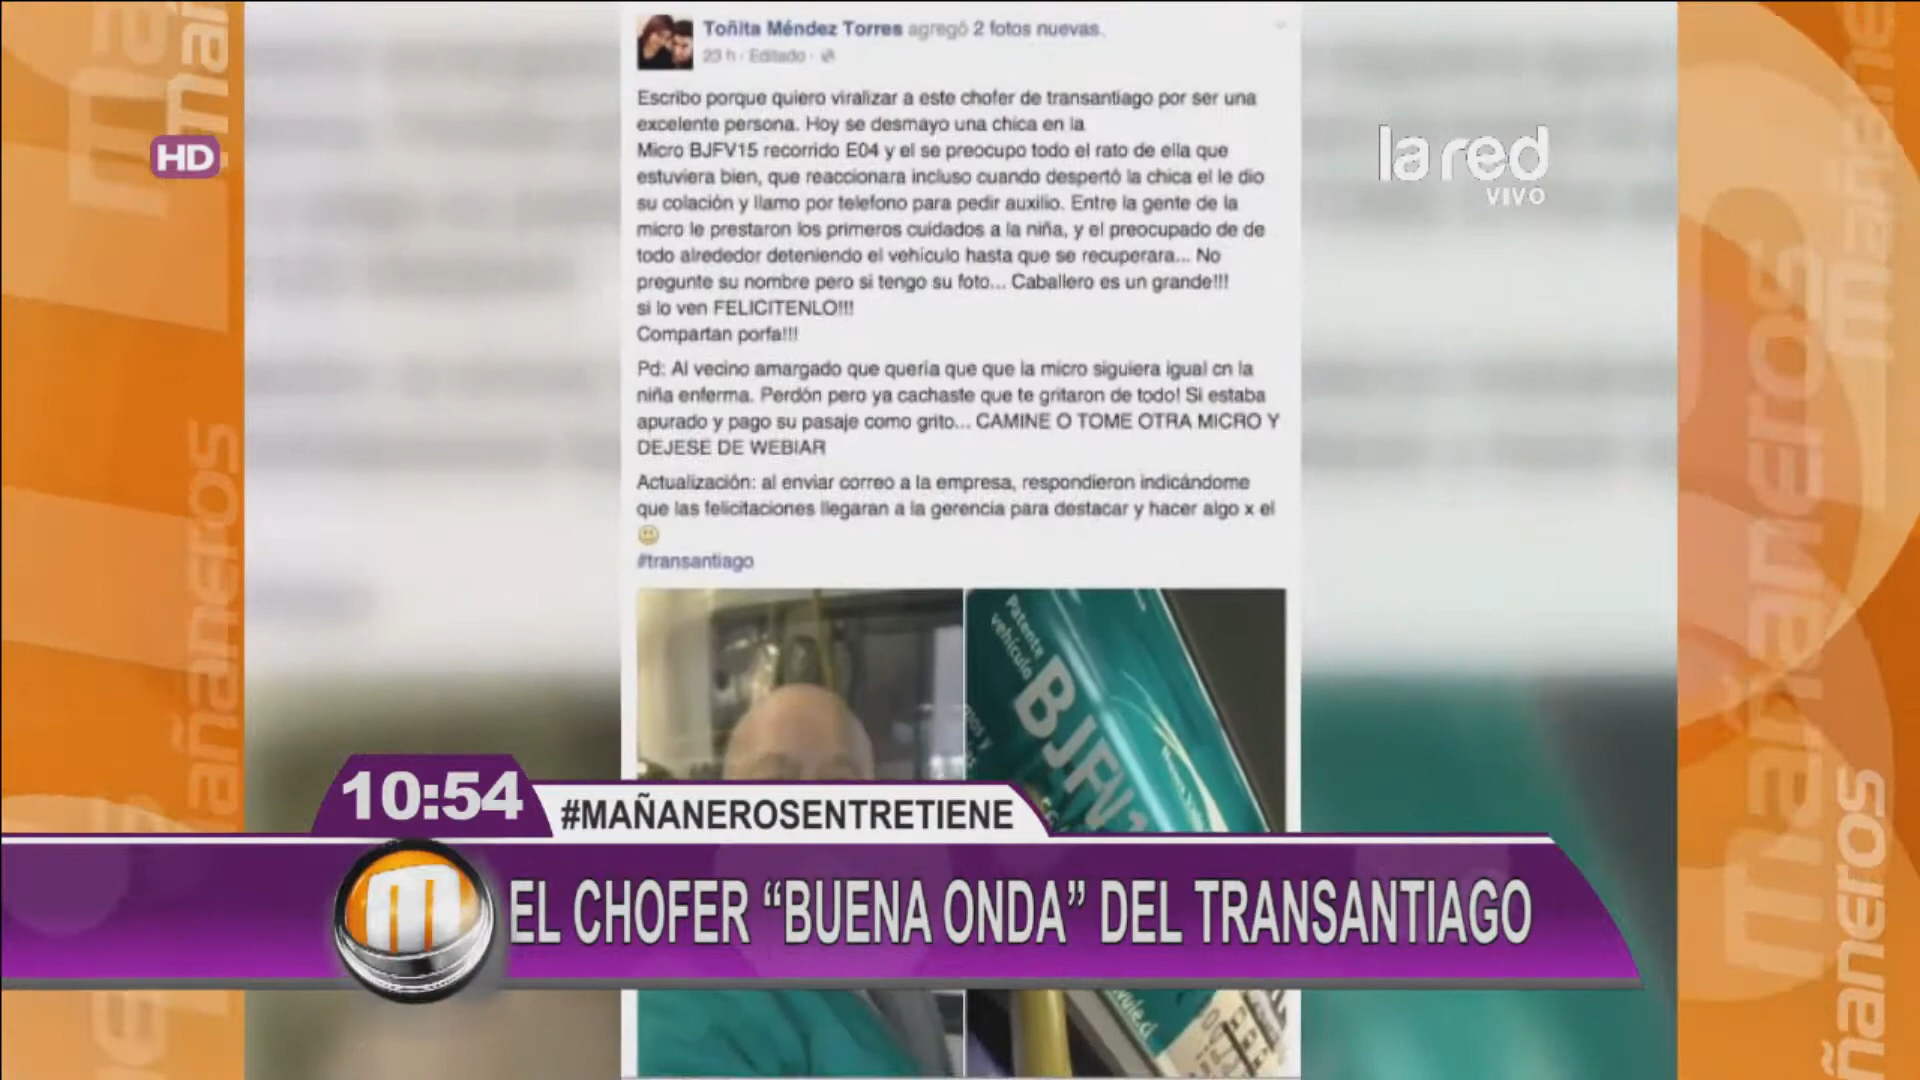 Toñita Méndez Torres agregó 2 fotos nuevas.
23 h · Editado ·
Escribo porque quiero viralizar a este chofer de transantiago por ser una
excelente persona. Hoy se desmayo una chica en la
Micro BJFV15 recorrido E04 y el se preocupo todo el rato de ella que
estuviera bien, que reaccionara incluso cuando despertó la chica el le dio
su colación y llamo por telefono para pedir auxilio. Entre la gente de la
micro le prestaron los primeros cuidados a la niña, y el preocupado de de
todo alrededor deteniendo el vehículo hasta que se recuperara... No
pregunte su nombre pero si tengo su foto... Caballero es un grande!!!
si lo ven FELICITENLO!!!
Compartan porfa!!!
Pd: Al vecino amargado que quería que que la micro siguiera igual cn la
niña enferma. Perdón pero ya cachaste que te gritaron de todo! Si estaba
apurado y pago su pasaje como grito... CAMINE O TOME OTRA MICRO Y
DEJESE DE WEBIAR
Actualización: al enviar correo a la empresa, respondieron indicándome
que las felicitaciones llegaran a la gerencia para destacar y hacer algo x el
#transantiago
HD
la red
VIVO
Patente
vehículo
BJFV1
10:54
#MAÑANEROSENTRETIENE
M
EL CHOFER “BUENA ONDA” DEL TRANSANTIAGO
Mañaneros
Mañaneros